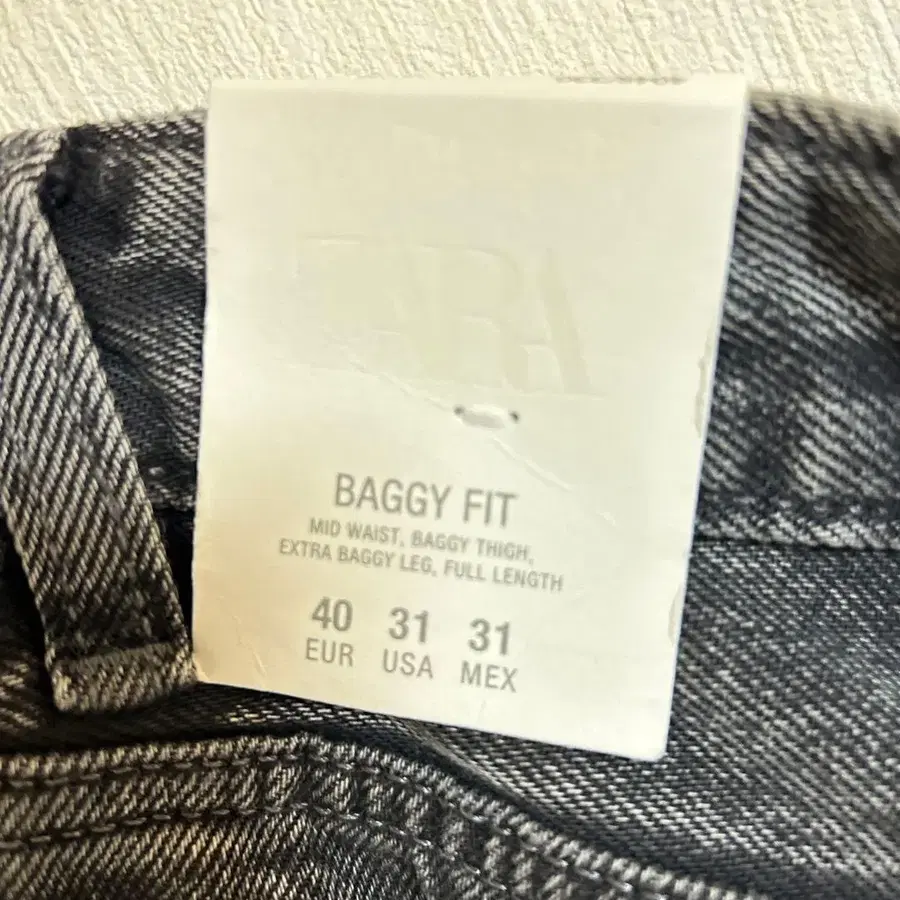 ZARA
BAGGY FIT
MID WAIST, BAGGY THIGH,
EXTRA BAGGY LEG, FULL LENGTH
40 31 31
EUR USA MEX